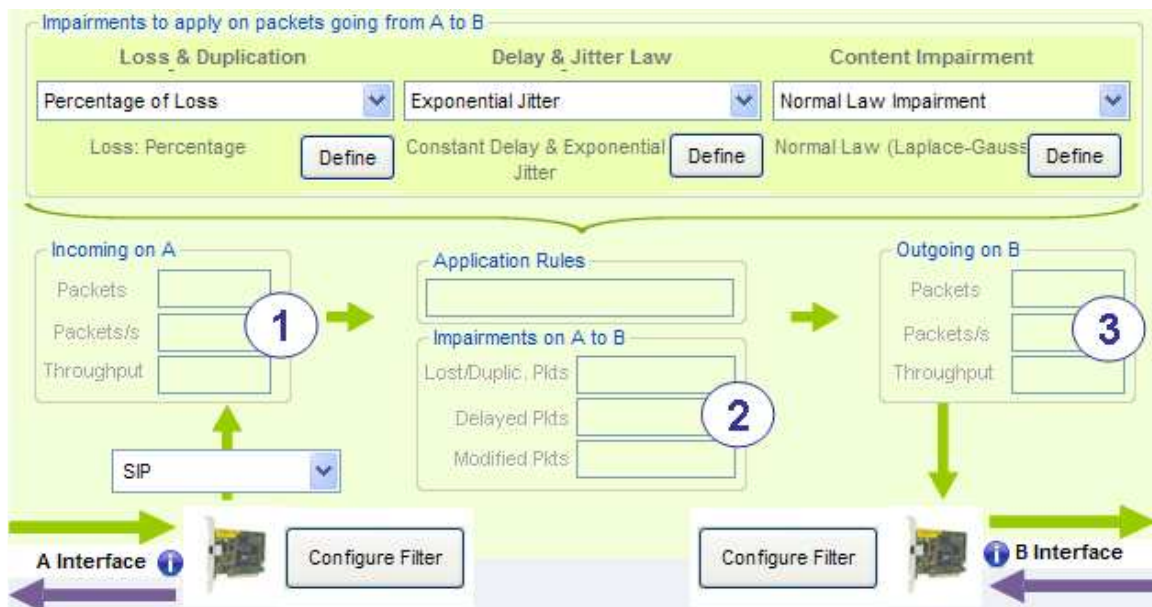 Impairments to apply on packets going from A to B
Loss & Duplication
Delay & Jitter Law
Content Impairment
Percentage of Loss
Exponential Jitter
Normal Law Impairment
Loss: Percentage
Define
Constant Delay & Exponential
Jitter
Define
Normal Law (Laplace-Gauss
Define
Incoming on A
Packets
Packets/s
Throughput
1
Application Rules
Impairments on A to B
Lost/Duplic. Pkts
Delayed Pkts
Modified Pkts
2
Outgoing on B
Packets
Packets/s
Throughput
3
SIP
A Interface
Configure Filter
Configure Filter
B Interface